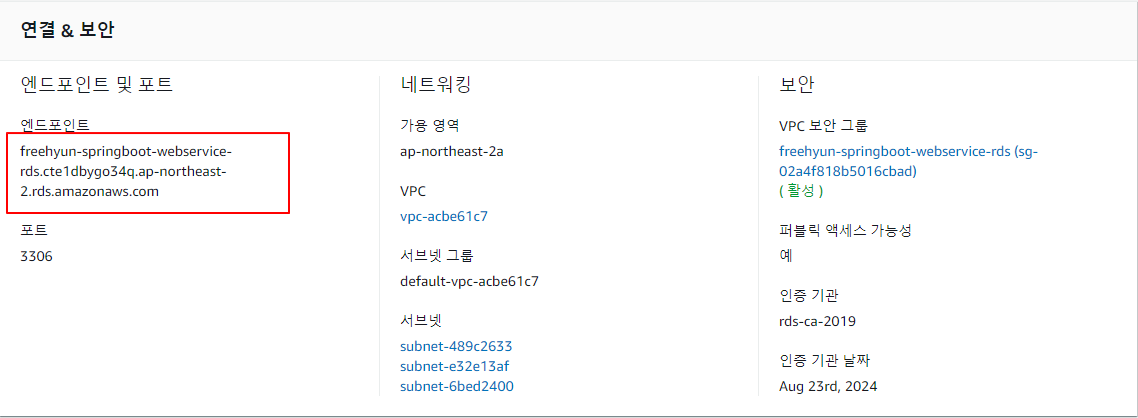 연결 & 보안
엔드포인트 및 포트
엔드포인트
freehyun-springboot-webservice-
rds.cte1dbygo34q.ap-northeast-
2.rds.amazonaws.com
포트
3306
네트워킹
가용 영역
ap-northeast-2a
VPC
vpc-acbe61c7
서브넷 그룹
default-vpc-acbe61c7
서브넷
subnet-489c2633
subnet-e32e13af
subnet-6bed2400
보안
VPC 보안 그룹
freehyun-springboot-webservice-rds (sg-
02a4f818b5016cbad)
( 활성 )
퍼블릭 액세스 가능성
예
인증 기관
rds-ca-2019
인증 기관 날짜
Aug 23rd, 2024